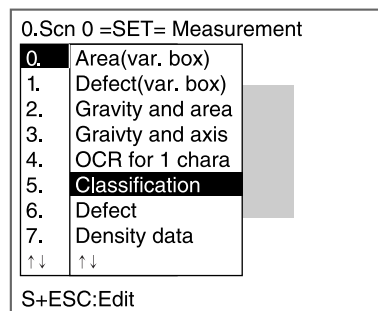 0.Scn 0 =SET= Measurement
0. Area(var. box)
1. Defect(var. box)
2. Gravity and area
3. Graivty and axis
4. OCR for 1 chara
5. Classification
6. Defect
7. Density data
↑↓ ↑↓
S+ESC:Edit